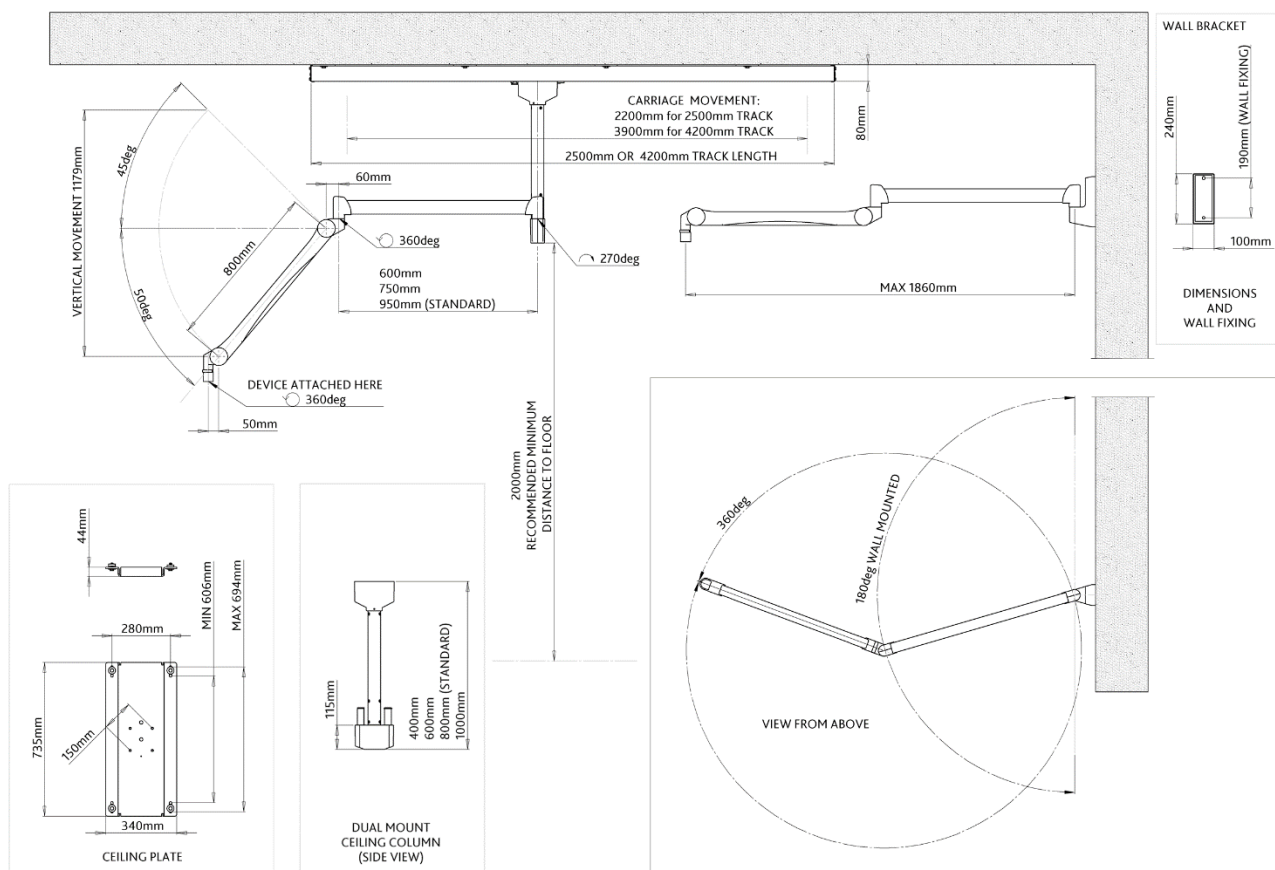 WALL BRACKET
240mm
190mm (WALL FIXING)
100mm
DIMENSIONS
AND
WALL FIXING
CARRIAGE MOVEMENT:
2200mm for 2500mm TRACK
3900mm for 4200mm TRACK
2500mm OR 4200mm TRACK LENGTH
80mm
45deg
VERTICAL MOVEMENT 1179mm
50deg
60mm
800mm
360deg
270deg
600mm
750mm
950mm (STANDARD)
MAX 1860mm
DEVICE ATTACHED HERE
360deg
50mm
2000mm
RECOMMENDED MINIMUM
DISTANCE TO FLOOR
360deg
180deg WALL MOUNTED
VIEW FROM ABOVE
44mm
280mm
MIN 606mm
MAX 694mm
735mm
150mm
340mm
CEILING PLATE
115mm
400mm
600mm
800mm (STANDARD)
1000mm
DUAL MOUNT
CEILING COLUMN
(SIDE VIEW)